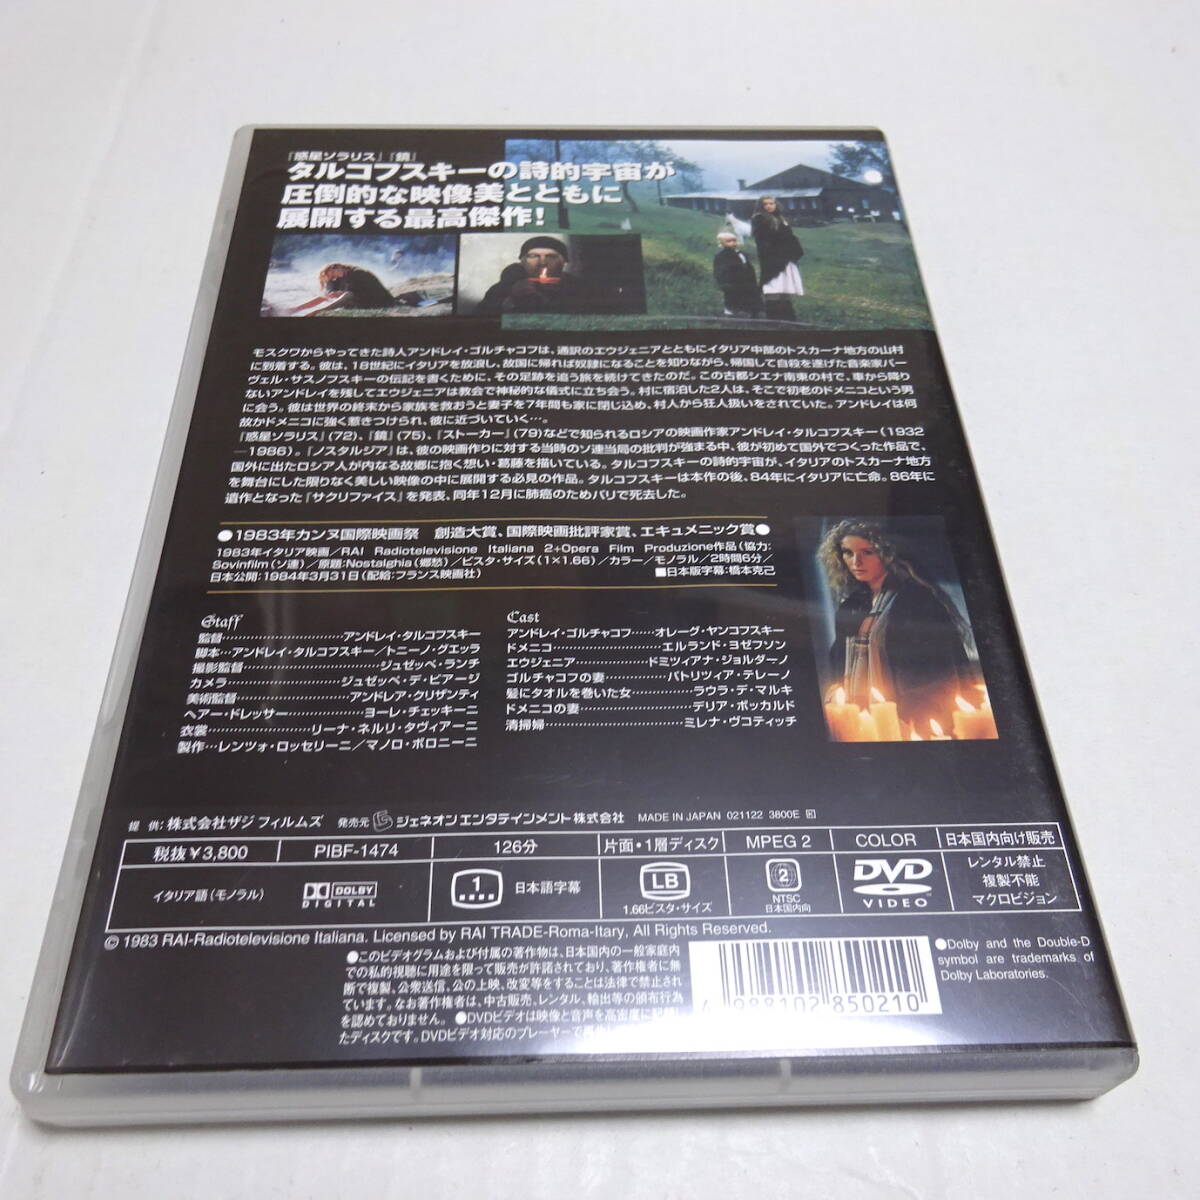 『惑星ソラリス』『鏡』
タルコフスキーの詩的宇宙が
圧倒的な映像美とともに
展開する最高傑作!
モスクワからやってきた詩人アンドレイ・ゴルチャコフは、通訳のエウジェニアとともにイタリア中部のトスカーナ地方の山村
に到着する。彼は、18世紀にイタリアを放浪し、故国に帰れば奴隷になることを知りながら、帰国して自殺を遂げた音楽家パー
ヴェル・サスノフスキーの伝記を書くために、その足跡を追う旅を続けてきたのだ。この古都シエナ南東の村で、車から降り
ないアンドレイを残してエウジェニアは教会で神秘的な儀式に立ち会う。村に宿泊した2人は、そこで初老のドメニコという男
に会う。彼は世界の終末から家族を救おうと妻子を7年間も家に閉じ込め、村人から狂人扱いをされていた。アンドレイは何
故かドメニコに強く惹きつけられ、彼に近づいていく…。
『惑星ソラリス』(72)、『鏡』(75)、『ストーカー』(79)などで知られるロシアの映画作家アンドレイ・タルコフスキー(1932
—1986)。『ノスタルジア』は、彼の映画作りに対する当時のソ連当局の批判が強まる中、彼が初めて国外でつくった作品で、
国外に出たロシア人が内なる故郷に抱く想い・葛藤を描いている。タルコフスキーの詩的宇宙が、イタリアのトスカーナ地方
を舞台にした限りなく美しい映像の中に展開する必見の作品。タルコフスキーは本作の後、84年にイタリアに亡命。86年に
遺作となった『サクリファイス』を発表、同年12月に肺癌のためパリで死去した。
●1983年カンヌ国際映画祭 創造大賞、国際映画批評家賞、エキュメニック賞●
1983年イタリア映画/RAI Radiotelevisione Italiana 2+Opera Film Produzione作品(協力:
Sovinfilm(ソ連)/原題:Nostalghia(郷愁)/ビスタ・サイズ(1×1.66)/カラー/モノラル/2時間6分/
日本公開:1984年3月31日(配給:フランス映画社) ■日本版字幕:橋本克己
Staff
監督…………………………アンドレイ・タルコフスキー
脚本…アンドレイ・タルコフスキー/トニーノ・グエッラ
撮影監督……………………………ジュゼッペ・ランチ
カメラ………………………ジュゼッペ・デ・ビアージ
美術監督………………………アンドレア・クリザンティ
ヘアー・ドレッサー………………ヨーレ・チェッキーニ
衣裳……………………リーナ・ネルリ・タヴィアーニ
製作…レンツォ・ロッセリーニ/マノロ・ボロニーニ
Cast
アンドレイ・ゴルチャコフ……オレーグ・ヤンコフスキー
ドメニコ………………………エルランド・ヨゼフソン
エウジェニア………………ドミツィアナ・ジョルダーノ
ゴルチャコフの妻……………パトリツィア・テレーノ
髪にタオルを巻いた女…………ラウラ・デ・マルキ
ドメニコの妻……………………デリア・ボッカルド
清掃婦……………………………ミレナ・ヴコティッチ
提 供:株式会社ザジ フィルムズ 発売元 ジェネオン エンタテインメント 株式会社 MADE IN JAPAN 021122 3800E
税抜¥3,800 PIBF-1474 126分 片面・1層ディスク MPEG 2 COLOR 日本国内向け販売
イタリア語(モノラル)
DOLBY
DIGITAL
1
日本語字幕
LB
1.66ビスタ・サイズ
2
NTSC
日本国内向
DVD
VIDEO
レンタル禁止
複製不能
マクロビジョン
© 1983 RAI-Radiotelevisione Italiana. Licensed by RAI TRADE-Roma-Itary, All Rights Reserved.
●このビデオグラムおよび付属の著作物は、日本国内の一般家庭内
での私的視聴に用途を限って販売が許諾されており、著作権者に無
断で複製、公衆送信、公の上映、改変等をすることは法律で禁止され
ています。なお著作権者は、中古販売、レンタル、輸出等の頒布行為
を認めておりません。 ●DVDビデオは映像と音声を高密度に記録し
たディスクです。DVDビデオ対応のプレーヤーで再生し
4 988102 850210
●Dolby and the Double-D
symbol are trademarks of
Dolby Laboratories.